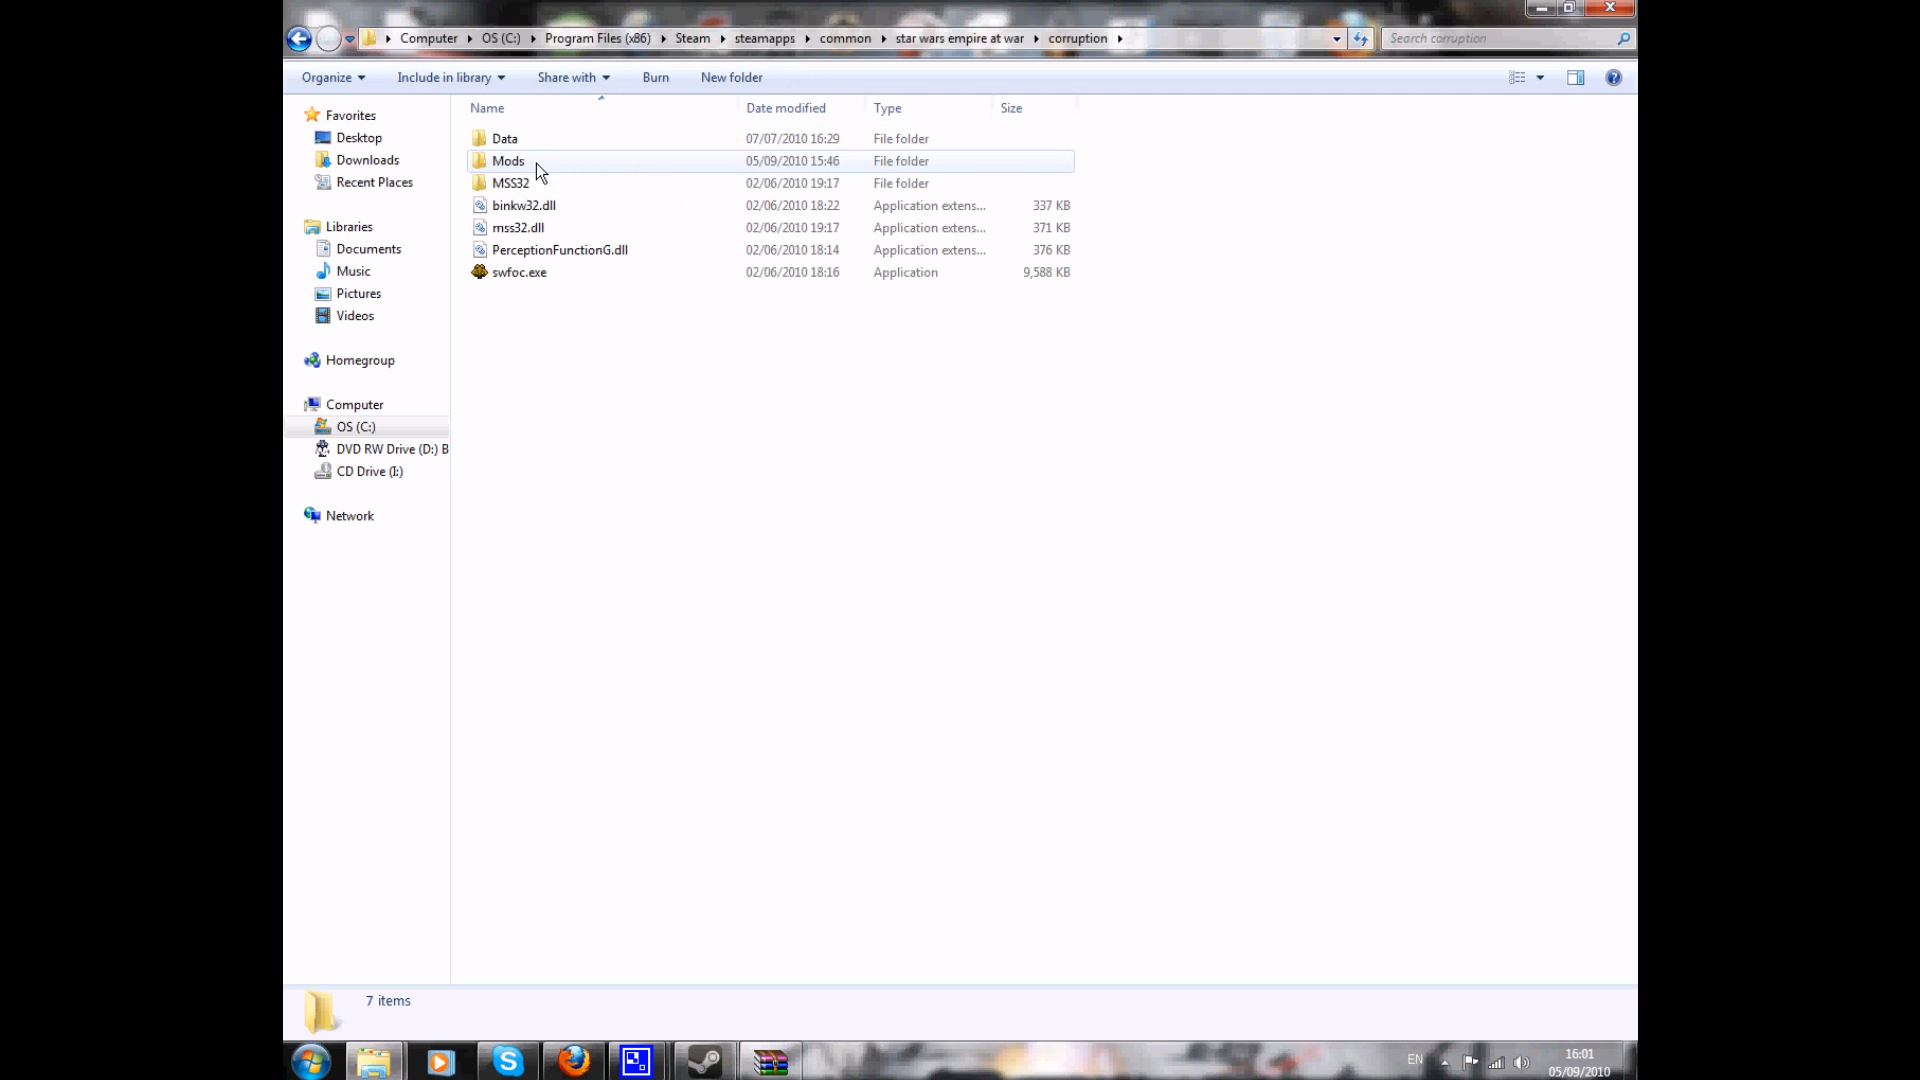 Computer OS (C:) Program Files (x86) Steam steamapps common star wars empire at war corruption
Search corruption
Organize Include in library Share with Burn New folder
Name Date modified Type Size
Favorites
Desktop
Downloads
Recent Places
Libraries
Documents
Music
Pictures
Videos
Homegroup
Computer
OS (C:)
DVD RW Drive (D:) B
CD Drive (I:)
Network
Data 07/07/2010 16:29 File folder
Mods 05/09/2010 15:46 File folder
MSS32 02/06/2010 19:17 File folder
binkw32.dll 02/06/2010 18:22 Application extens... 337 KB
mss32.dll 02/06/2010 19:17 Application extens... 371 KB
PerceptionFunctionG.dll 02/06/2010 18:14 Application extens... 376 KB
swfoc.exe 02/06/2010 18:16 Application 9,588 KB
7 items
EN
16:01
05/09/2010